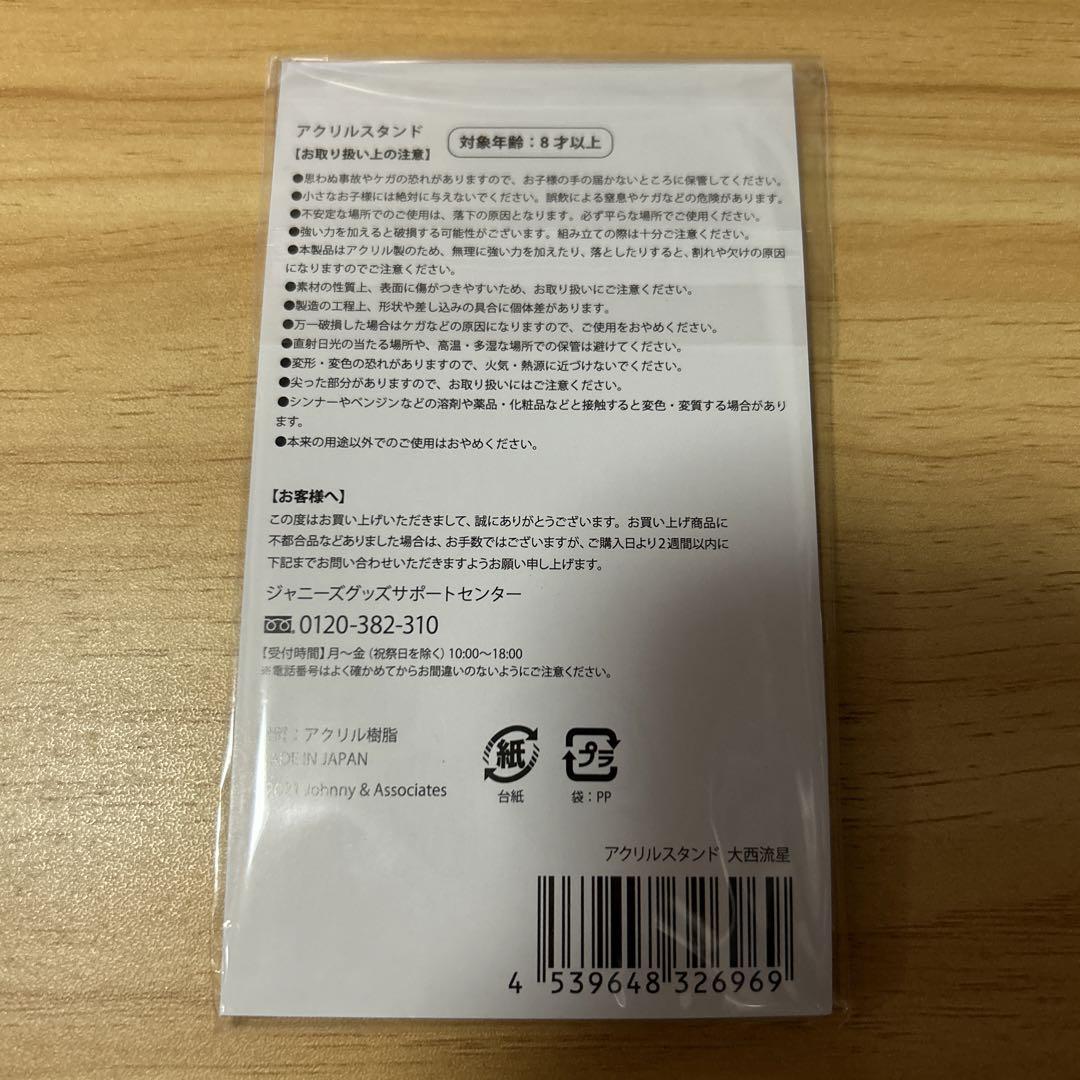 アクリルスタンド
対象年齢：8才以上
【お取り扱い上の注意】
●思わぬ事故やケガの恐れがありますので、お子様の手の届かないところに保管してください。
●小さなお子様には絶対に与えないでください。誤飲による窒息やケガなどの危険があります。
●不安定な場所でのご使用は、落下の原因となります。必ず平らな場所でご使用ください。
●強い力を加えると破損する可能性がございます。組み立ての際は十分ご注意ください。
●本製品はアクリル製のため、無理に強い力を加えたり、落としたりすると、割れや欠けの原因
になりますのでご注意ください。
●素材の性質上、表面に傷がつきやすいため、お取り扱いにご注意ください。
●製造の工程上、形状や差し込みの具合に個体差があります。
●万一破損した場合はケガなどの原因になりますので、ご使用をおやめください。
●直射日光の当たる場所や、高温・多湿な場所での保管は避けてください。
●変形・変色の恐れがありますので、火気・熱源に近づけないでください。
●尖った部分がありますので、お取り扱いにはご注意ください。
●シンナーやベンジンなどの溶剤や薬品・化粧品などと接触すると変色・変質する場合があり
ます。
●本来の用途以外でのご使用はおやめください。
【お客様へ】
この度はお買い上げいただきまして、誠にありがとうございます。お買い上げ商品に
不都合品などありました場合は、お手数ではございますが、ご購入日より2週間以内に
下記までお問い合わせいただきますようお願い申し上げます。
ジャニーズグッズサポートセンター
0120-382-310
【受付時間】月〜金（祝祭日を除く）10:00〜18:00
※電話番号はよく確かめてからお間違いのないようにご注意ください。
：アクリル樹脂
MADE IN JAPAN
2021 Johnny & Associates
紙
台紙
プラ
袋：PP
アクリルスタンド 大西流星
4 539648 326969